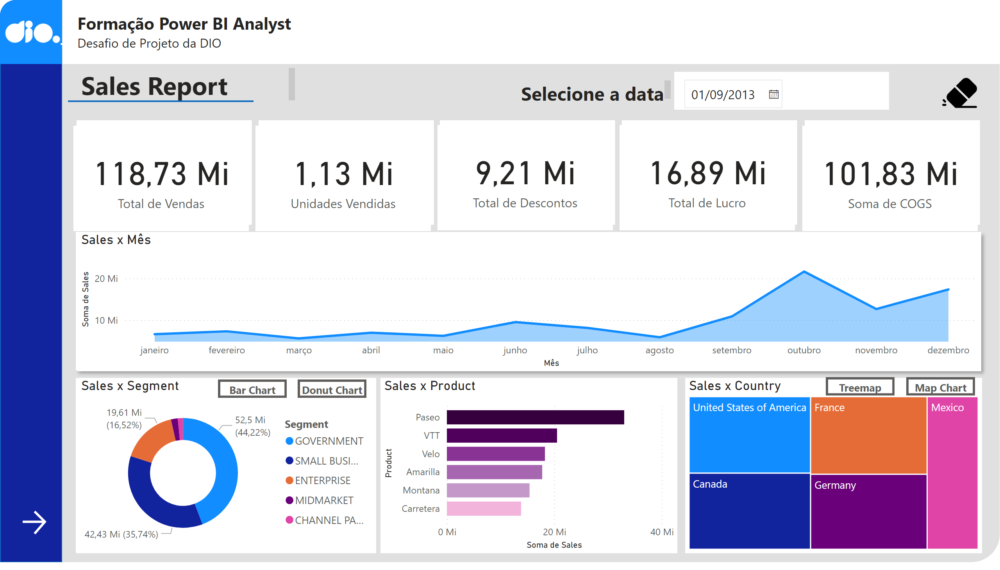 dio.
Formação Power BI Analyst
Desafio de Projeto da DIO
Sales Report
Selecione a data
01/09/2013
118,73 Mi
Total de Vendas
1,13 Mi
Unidades Vendidas
9,21 Mi
Total de Descontos
16,89 Mi
Total de Lucro
101,83 Mi
Soma de COGS
Sales x Mês
Soma de Sales
20 Mi
10 Mi
janeiro
fevereiro
março
abril
maio
junho
julho
agosto
setembro
outubro
novembro
dezembro
Mês
Sales x Segment
Bar Chart
Donut Chart
19,61 Mi
(16,52%)
52,5 Mi
(44,22%)
42,43 Mi (35,74%)
Segment
GOVERNMENT
SMALL BUSI...
ENTERPRISE
MIDMARKET
CHANNEL PA...
Sales x Product
Product
Paseo
VTT
Velo
Amarilla
Montana
Carretera
0 Mi
20 Mi
40 Mi
Soma de Sales
Sales x Country
Treemap
Map Chart
United States of America
France
Mexico
Canada
Germany